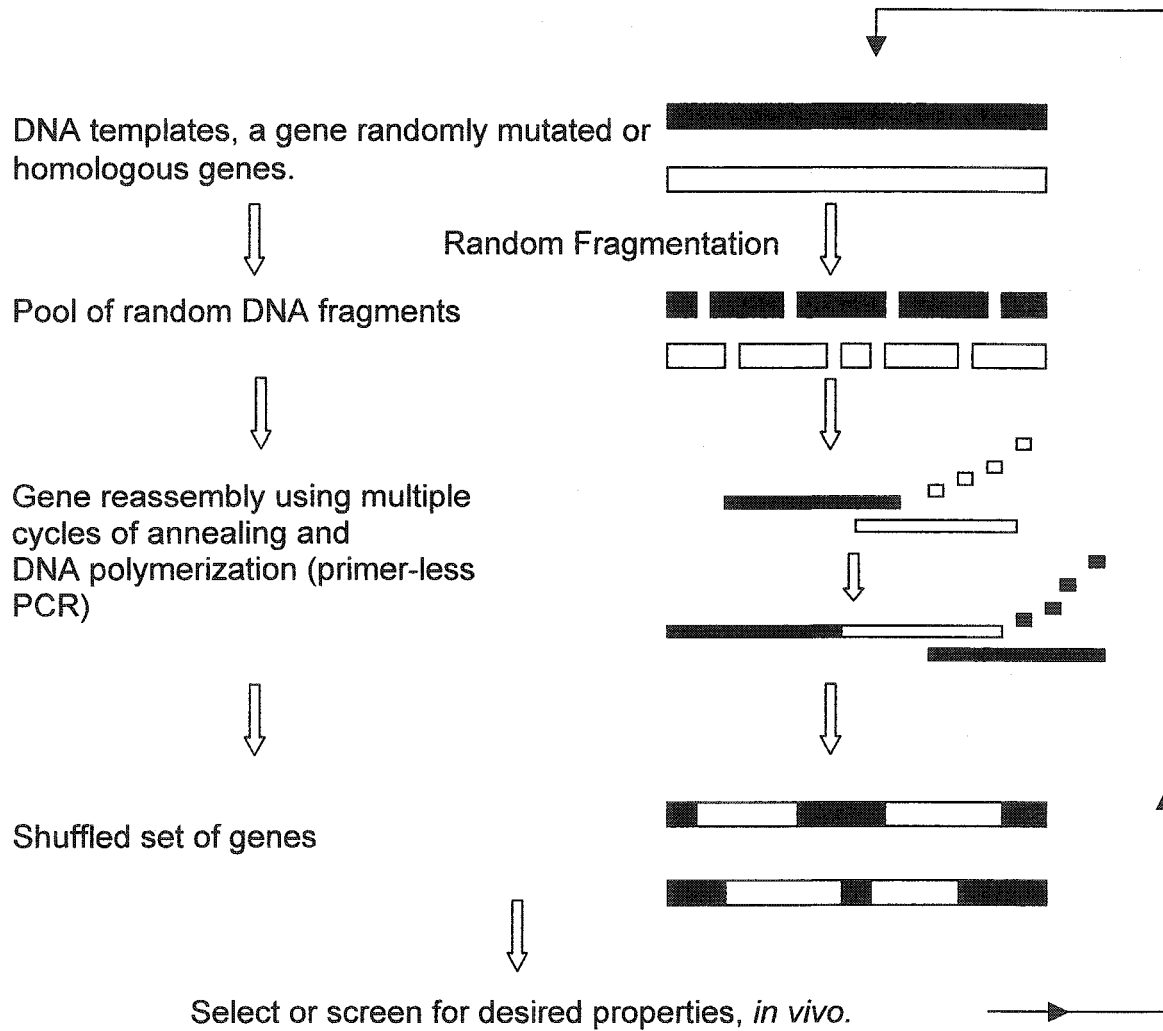 DNA templates, a gene randomly mutated or
homologous genes.
Random Fragmentation
Pool of random DNA fragments
Gene reassembly using multiple
cycles of annealing and
DNA polymerization (primer-less
PCR)
Shuffled set of genes
Select or screen for desired properties, in vivo.